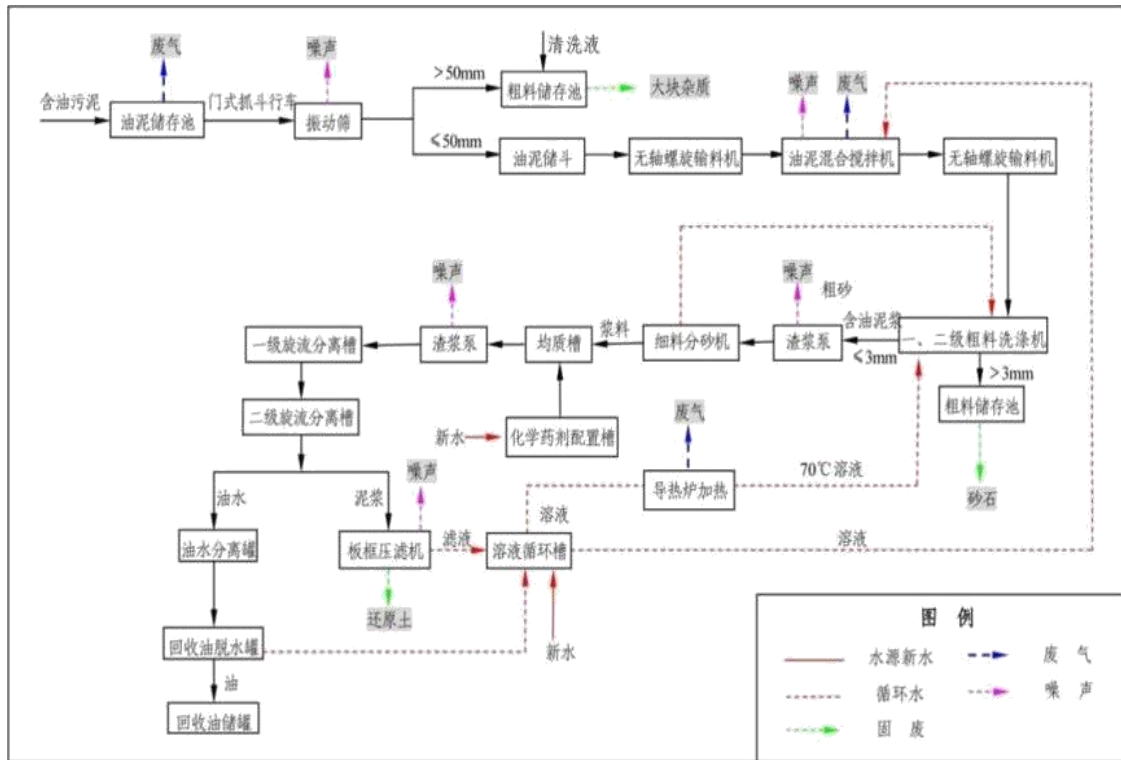 废气
噪声
清洗液
>50mm
含油污泥
油泥储存池
门式抓斗行车
振动筛
粗料储存池
大块杂质
≤50mm
油泥储斗
无轴螺旋输料机
噪声
废气
油泥混合搅拌机
无轴螺旋输料机
噪声
噪声
粗砂
一级旋流分离槽
渣浆泵
均质槽
浆料
细料分砂机
渣浆泵
含油泥浆
≤3mm
一、二级粗料洗涤机
>3mm
粗料储存池
砂石
二级旋流分离槽
新水
化学药剂配置槽
废气
导热炉加热
70℃溶液
油水
泥浆
噪声
油水分离罐
板框压滤机
滤液
溶液
溶液循环槽
溶液
还原土
新水
回收油脱水罐
油
回收油储罐
图 例
水源新水
废 气
循环水
噪 声
固 废